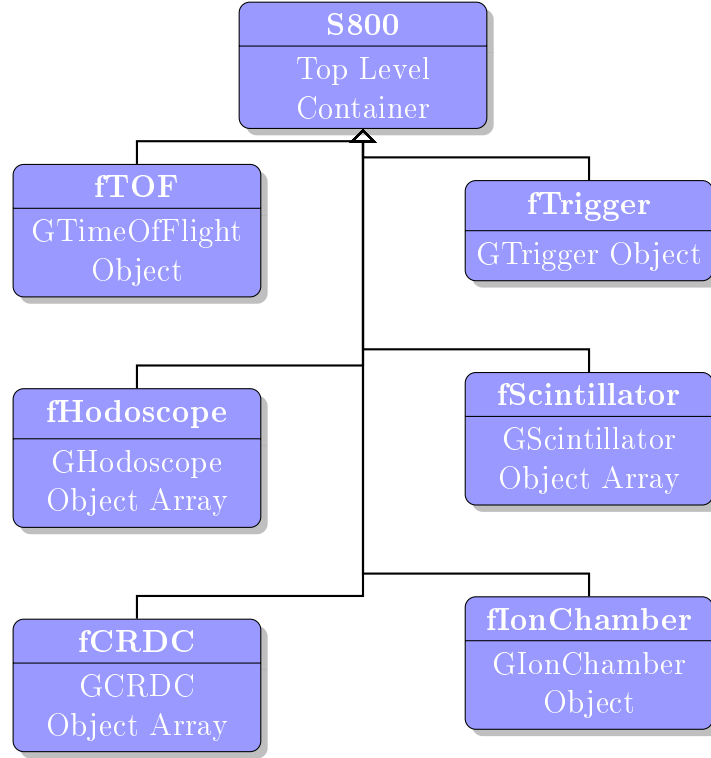 S800
Top Level
Container
fTOF
GTimeOfFlight
Object
fTrigger
GTrigger Object
fHodoscope
GHodoscope
Object Array
fScintillator
GScintillator
Object Array
fCRDC
GCRDC
Object Array
fIonChamber
GIonChamber
Object